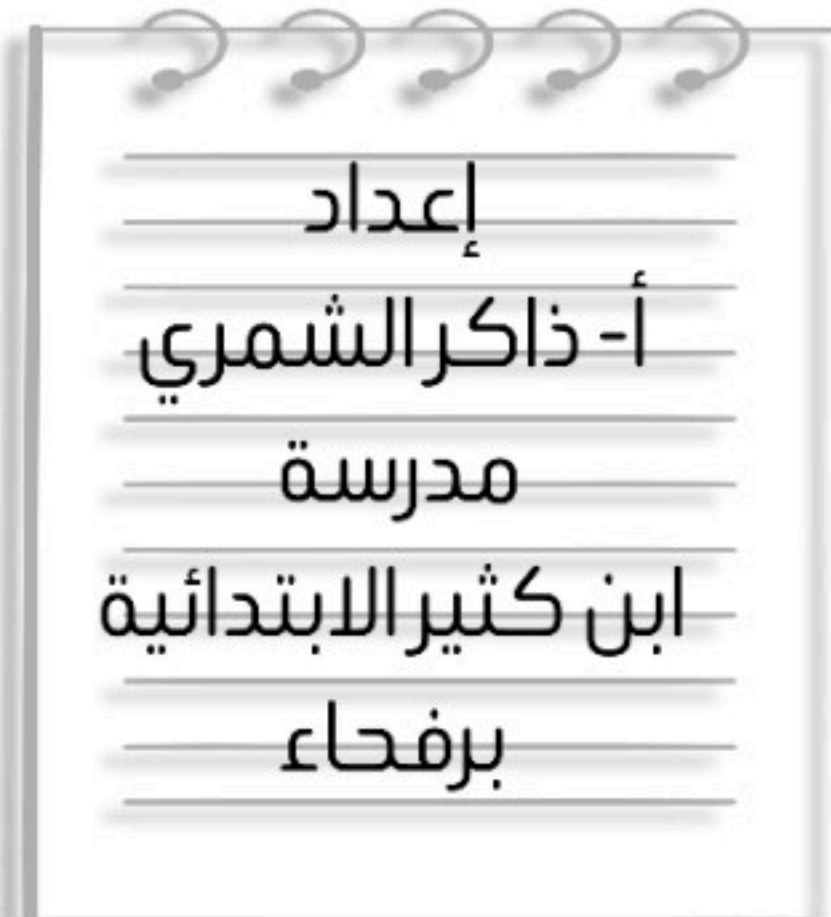 إعداد
أ- ذاكر الشمري
مدرسة
ابن كثير الابتدائية
برفحاء